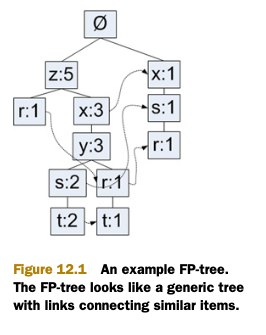 Ø
z:5 x:1
r:1 x:3 s:1
y:3 r:1
s:2 r:1
t:2 t:1
Figure 12.1 An example FP-tree.
The FP-tree looks like a generic tree
with links connecting similar items.